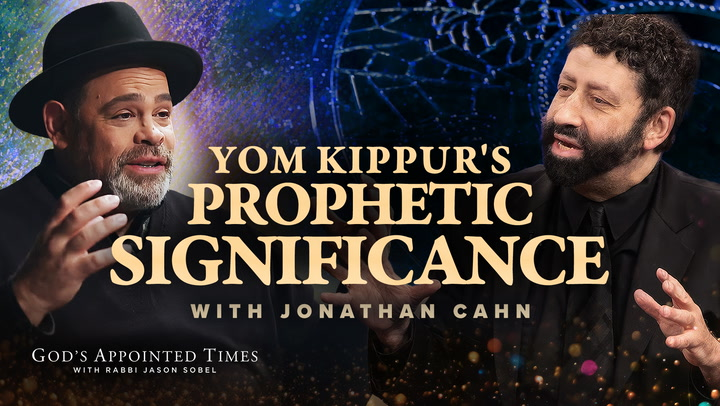 YOM KIPPUR'S
PROPHETIC
SIGNIFICANCE
WITH JONATHAN CAHN
GOD'S APPOINTED TIMES
WITH RABBI JASON SOBEL